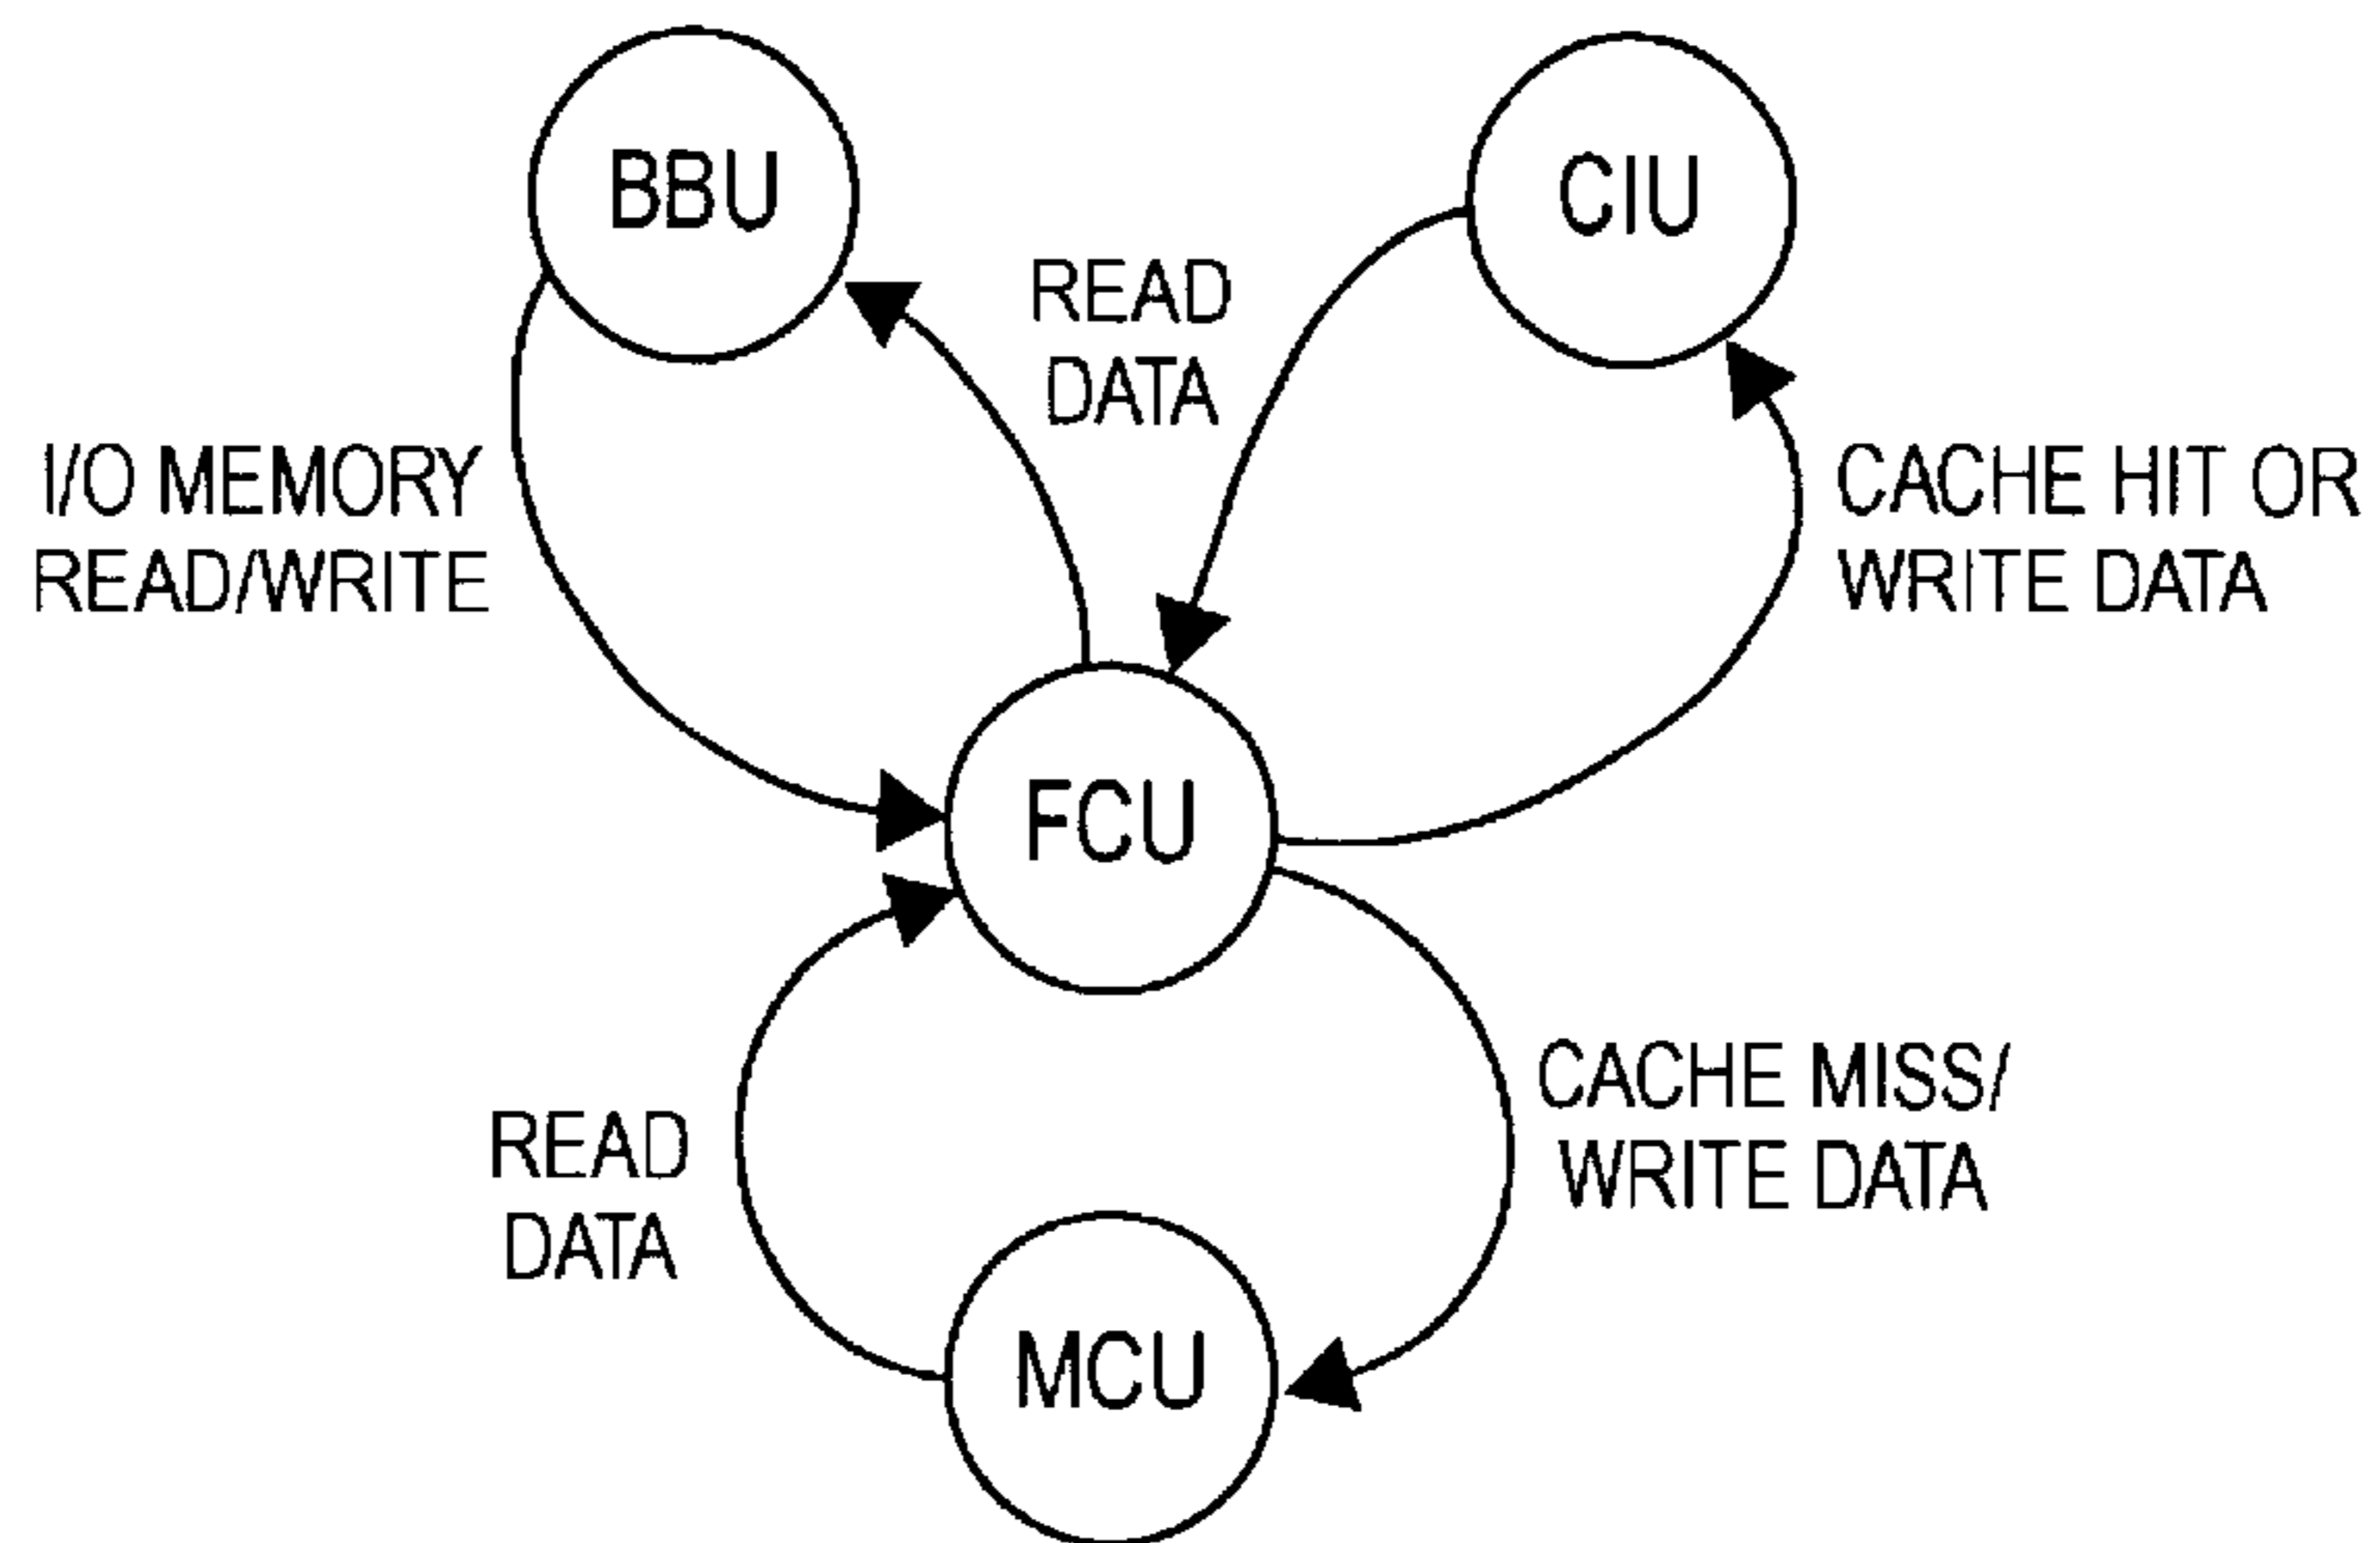 BBU
CIU
READ
DATA
I/O MEMORY
READ/WRITE
CACHE HIT OR
WRITE DATA
FCU
CACHE MISS/
WRITE DATA
READ
DATA
MCU